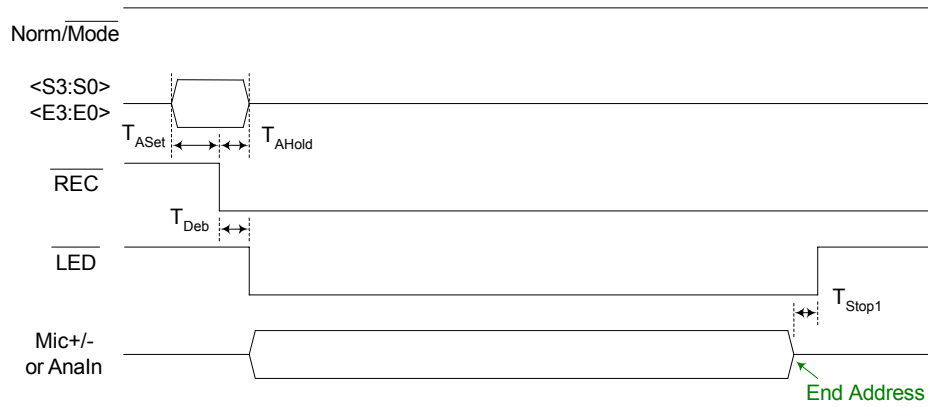 Norm/Mode
<S3:S0>
<E3:E0>
TASet
TAHold
REC
TDeb
LED
TStop1
Mic+/-
or AnaIn
End Address